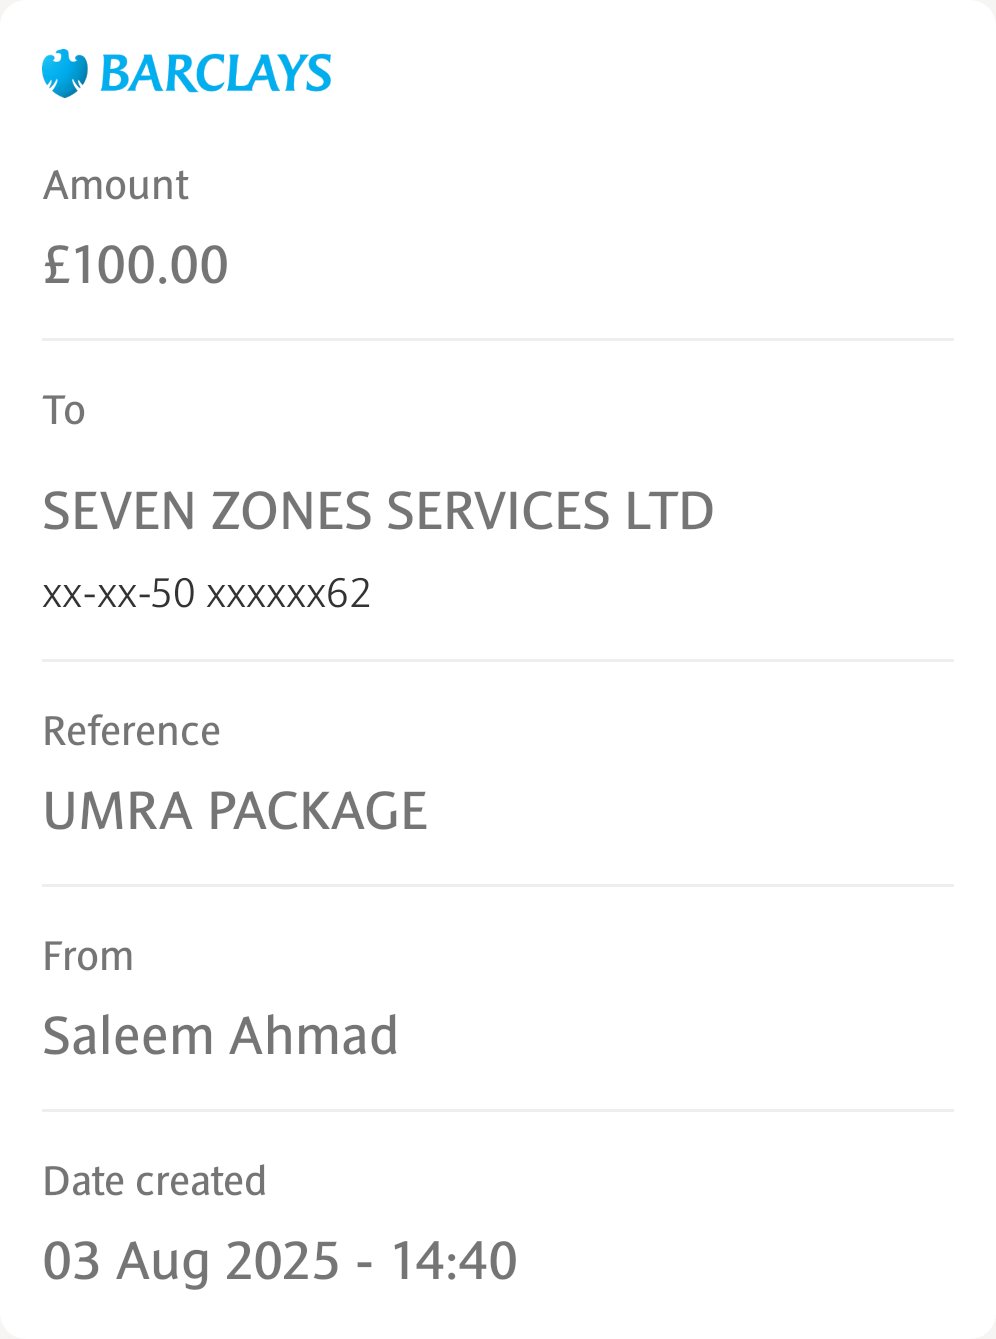 BARCLAYS
Amount
£100.00
To
SEVEN ZONES SERVICES LTD
xx-xx-50 xxxxxx62
Reference
UMRA PACKAGE
From
Saleem Ahmad
Date created
03 Aug 2025 - 14:40